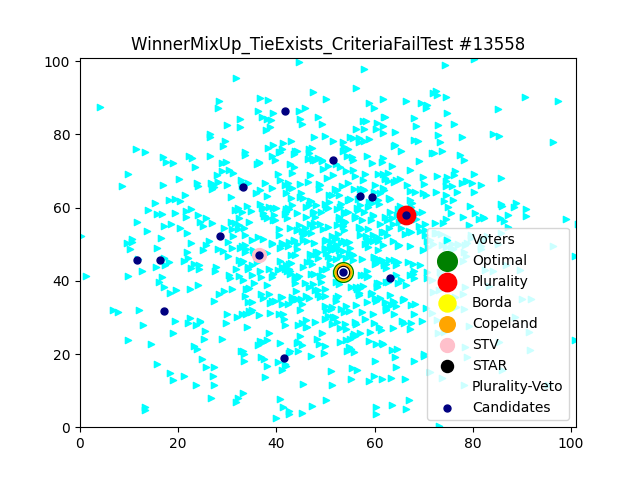 WinnerMixUp_TieExists_CriteriaFailTest #13558
100
80
60
40
20
0
0 20 40 60 80 100
Voters
Optimal
Plurality
Borda
Copeland
STV
STAR
Plurality-Veto
Candidates